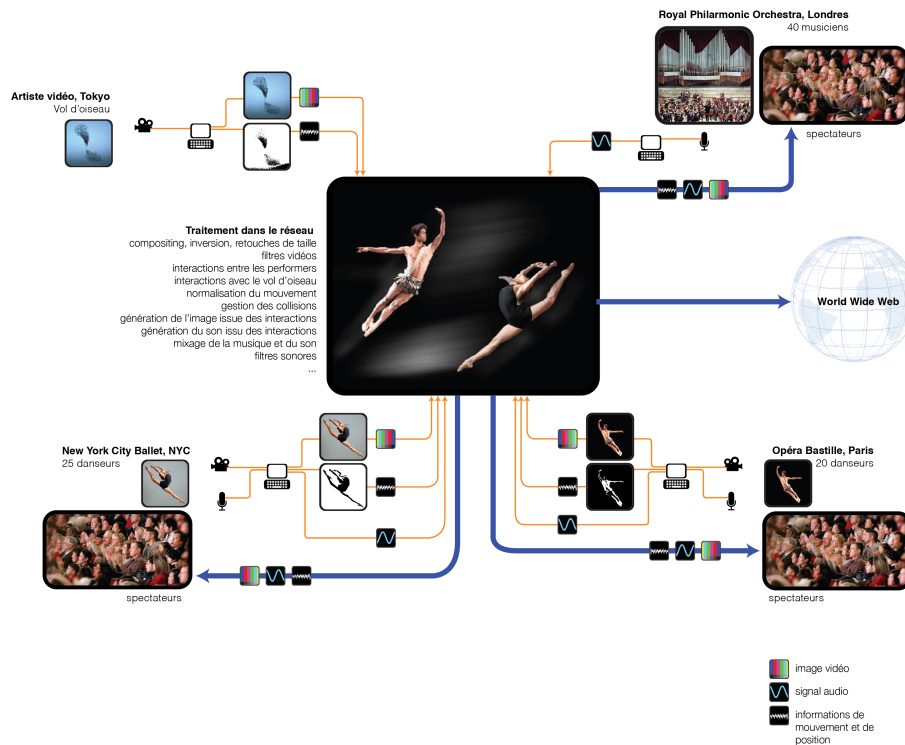 Royal Philarmonic Orchestra, Londres
40 musiciens
spectateurs
Artiste vidéo, Tokyo
Vol d'oiseau
Traitement dans le réseau
compositing, inversion, retouches de taille
filtres vidéos
interactions entre les performers
interactions avec le vol d'oiseau
normalisation du mouvement
gestion des collisions
génération de l'image issue des interactions
génération du son issu des interactions
mixage de la musique et du son
filtres sonores
...
World Wide Web
New York City Ballet, NYC
25 danseurs
spectateurs
Opéra Bastille, Paris
20 danseurs
spectateurs
image vidéo
signal audio
informations de
mouvement et de
position